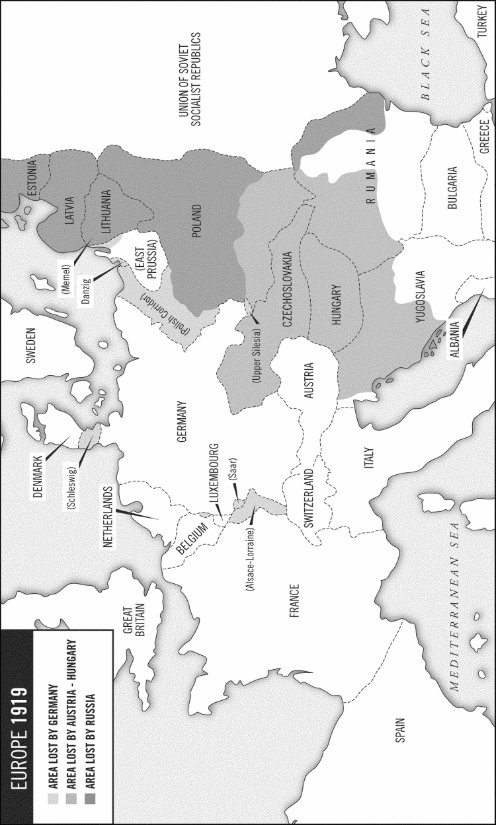 EUROPE 1919
AREA LOST BY GERMANY
AREA LOST BY AUSTRIA - HUNGARY
AREA LOST BY RUSSIA
GREAT
BRITAIN
DENMARK
(Schleswig)
SWEDEN
(Memel)
Danzig
ESTONIA
LATVIA
LITHUANIA
(EAST
PRUSSIA)
(Polish Corridor)
UNION OF SOVIET
SOCIALIST REPUBLICS
NETHERLANDS
BELGIUM
LUXEMBOURG
(Saar)
(Alsace-Lorraine)
GERMANY
POLAND
(Upper Silesia)
CZECHOSLOVAKIA
FRANCE
SWITZERLAND
AUSTRIA
HUNGARY
RUMANIA
SPAIN
ITALY
YUGOSLAVIA
ALBANIA
BULGARIA
GREECE
TURKEY
BLACK SEA
MEDITERRANEAN SEA